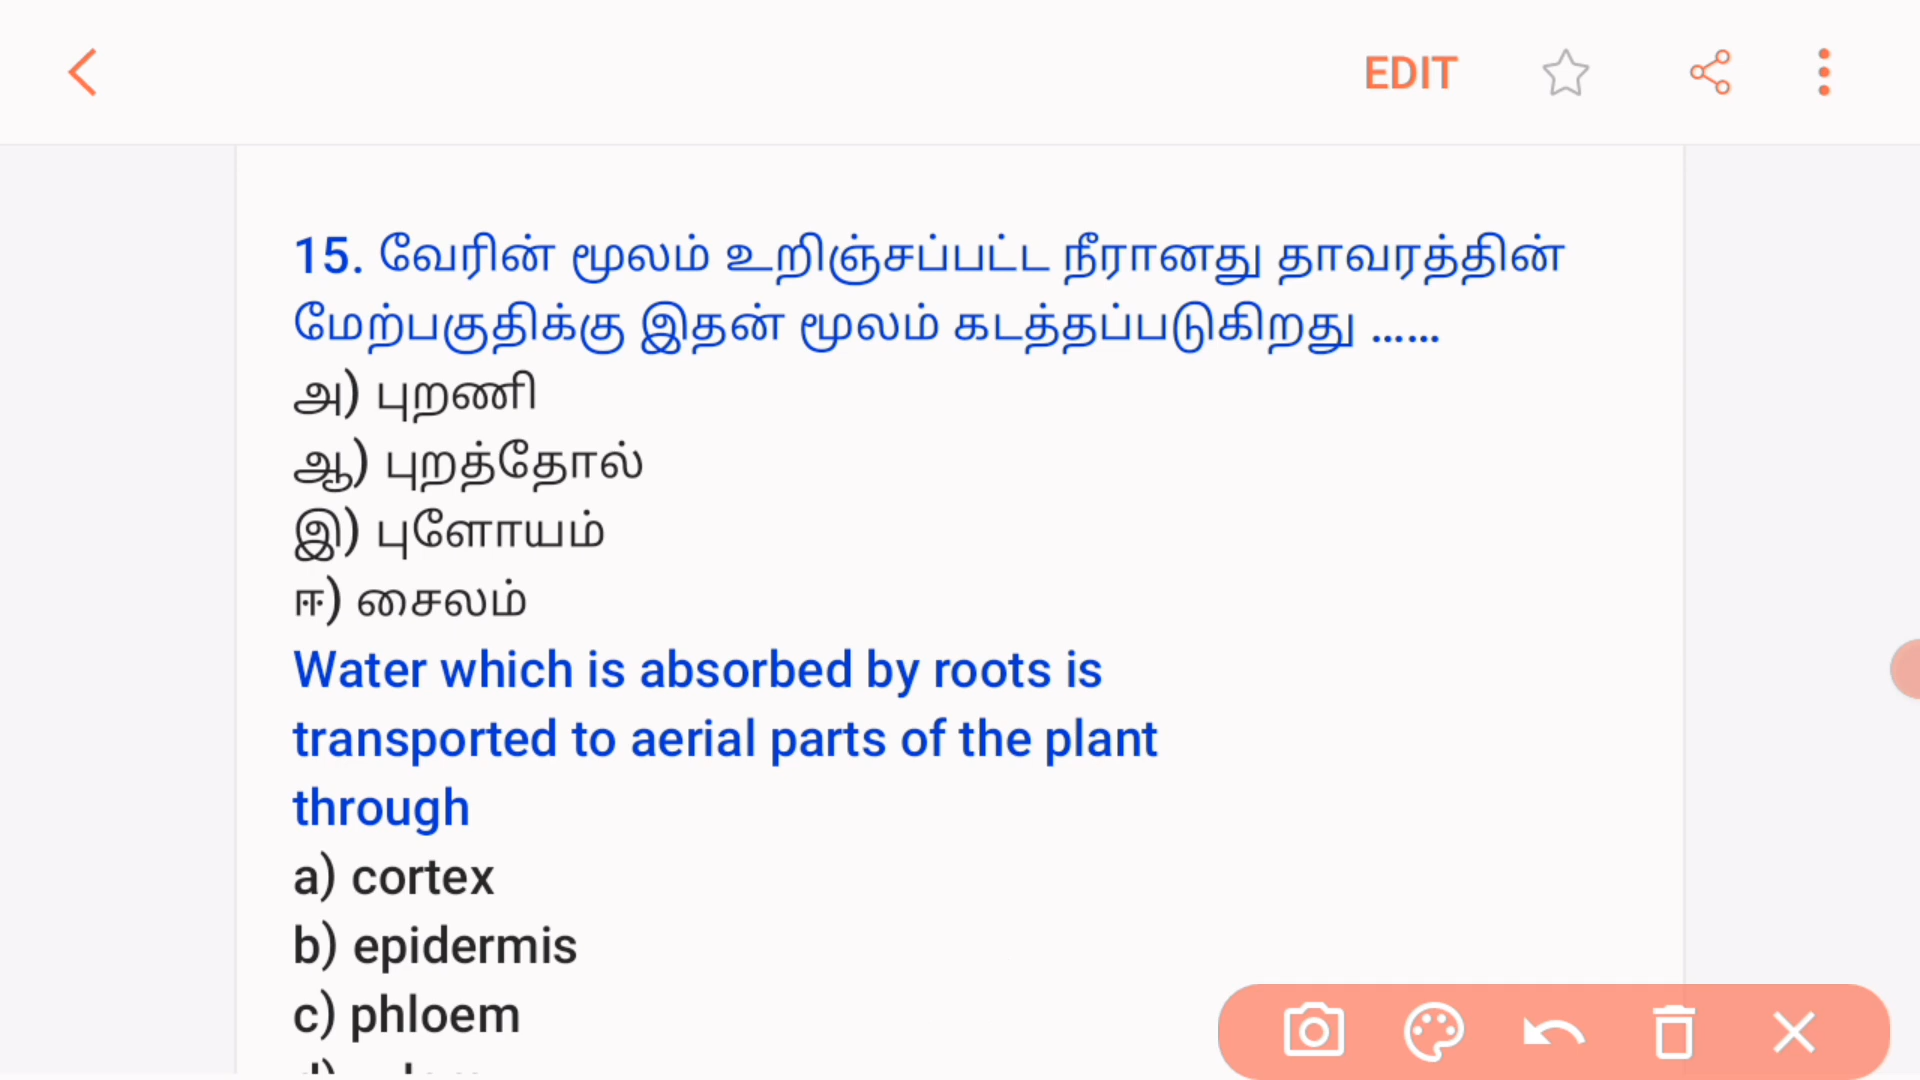 EDIT
15. வேரின் மூலம் உறிஞ்சப்பட்ட நீரானது தாவரத்தின்
மேற்பகுதிக்கு இதன் மூலம் கடத்தப்படுகிறது ......
அ) புறணி
ஆ) புறத்தோல்
இ) புளோயம்
ஈ) சைலம்
Water which is absorbed by roots is
transported to aerial parts of the plant
through
a) cortex
b) epidermis
c) phloem